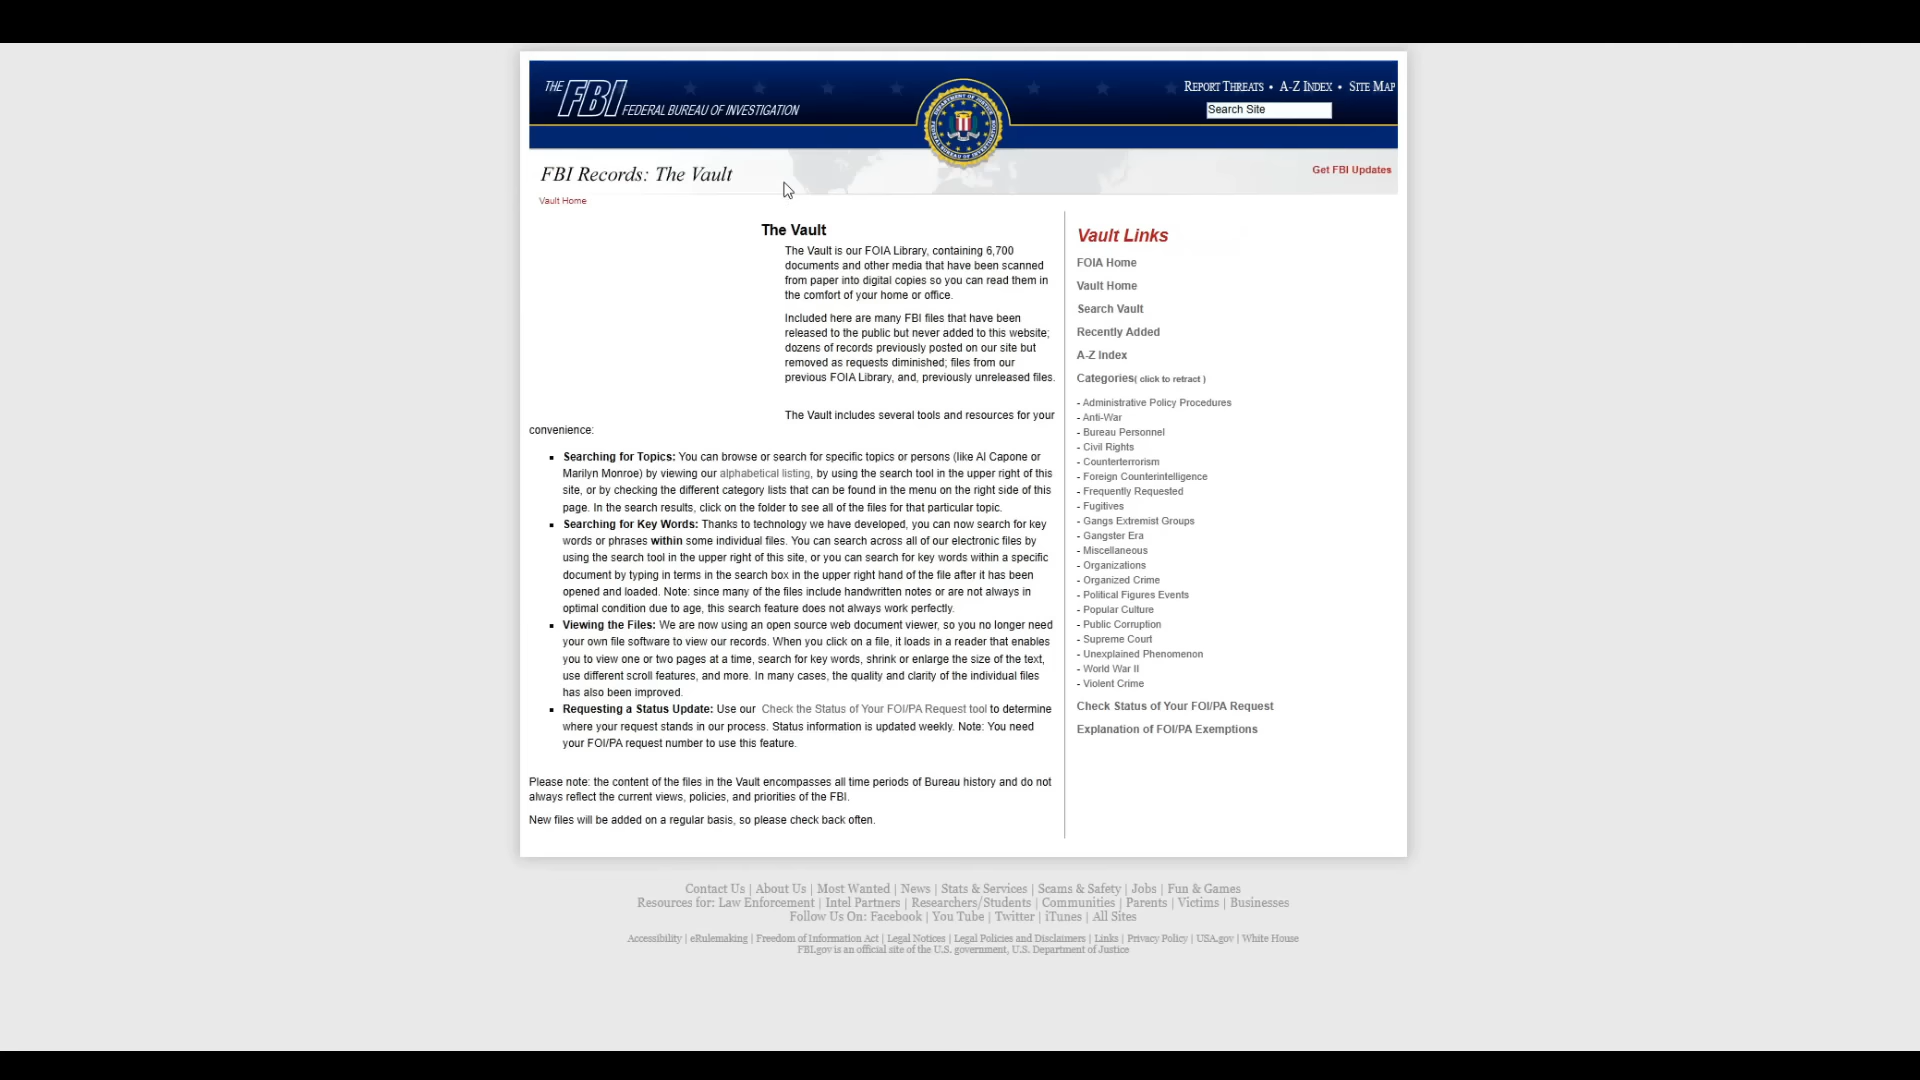 THE FBI FEDERAL BUREAU OF INVESTIGATION
REPORT THREATS • A-Z INDEX • SITE MAP
Search Site
FBI Records: The Vault
Get FBI Updates
Vault Home
The Vault
The Vault is our FOIA Library, containing 6,700
documents and other media that have been scanned
from paper into digital copies so you can read them in
the comfort of your home or office.
Included here are many FBI files that have been
released to the public but never added to this website;
dozens of records previously posted on our site but
removed as requests diminished; files from our
previous FOIA Library, and, previously unreleased files.
The Vault includes several tools and resources for your
convenience:
▪ Searching for Topics: You can browse or search for specific topics or persons (like Al Capone or
Marilyn Monroe) by viewing our alphabetical listing, by using the search tool in the upper right of this
site, or by checking the different category lists that can be found in the menu on the right side of this
page. In the search results, click on the folder to see all of the files for that particular topic.
▪ Searching for Key Words: Thanks to technology we have developed, you can now search for key
words or phrases within some individual files. You can search across all of our electronic files by
using the search tool in the upper right of this site, or you can search for key words within a specific
document by typing in terms in the search box in the upper right hand of the file after it has been
opened and loaded. Note: since many of the files include handwritten notes or are not always in
optimal condition due to age, this search feature does not always work perfectly.
▪ Viewing the Files: We are now using an open source web document viewer, so you no longer need
your own file software to view our records. When you click on a file, it loads in a reader that enables
you to view one or two pages at a time, search for key words, shrink or enlarge the size of the text,
use different scroll features, and more. In many cases, the quality and clarity of the individual files
has also been improved.
▪ Requesting a Status Update: Use our Check the Status of Your FOI/PA Request tool to determine
where your request stands in our process. Status information is updated weekly. Note: You need
your FOI/PA request number to use this feature.
Please note: the content of the files in the Vault encompasses all time periods of Bureau history and do not
always reflect the current views, policies, and priorities of the FBI.
New files will be added on a regular basis, so please check back often.
Vault Links
FOIA Home
Vault Home
Search Vault
Recently Added
A-Z Index
Categories( click to retract )
- Administrative Policy Procedures
- Anti-War
- Bureau Personnel
- Civil Rights
- Counterterrorism
- Foreign Counterintelligence
- Frequently Requested
- Fugitives
- Gangs Extremist Groups
- Gangster Era
- Miscellaneous
- Organizations
- Organized Crime
- Political Figures Events
- Popular Culture
- Public Corruption
- Supreme Court
- Unexplained Phenomenon
- World War II
- Violent Crime
Check Status of Your FOI/PA Request
Explanation of FOI/PA Exemptions
Contact Us | About Us | Most Wanted | News | Stats & Services | Scams & Safety | Jobs | Fun & Games
Resources for: Law Enforcement | Intel Partners | Researchers/Students | Communities | Parents | Victims | Businesses
Follow Us On: Facebook | You Tube | Twitter | iTunes | All Sites
Accessibility | eRulemaking | Freedom of Information Act | Legal Notices | Legal Policies and Disclaimers | Links | Privacy Policy | USA.gov | White House
FBI.gov is an official site of the U.S. government, U.S. Department of Justice